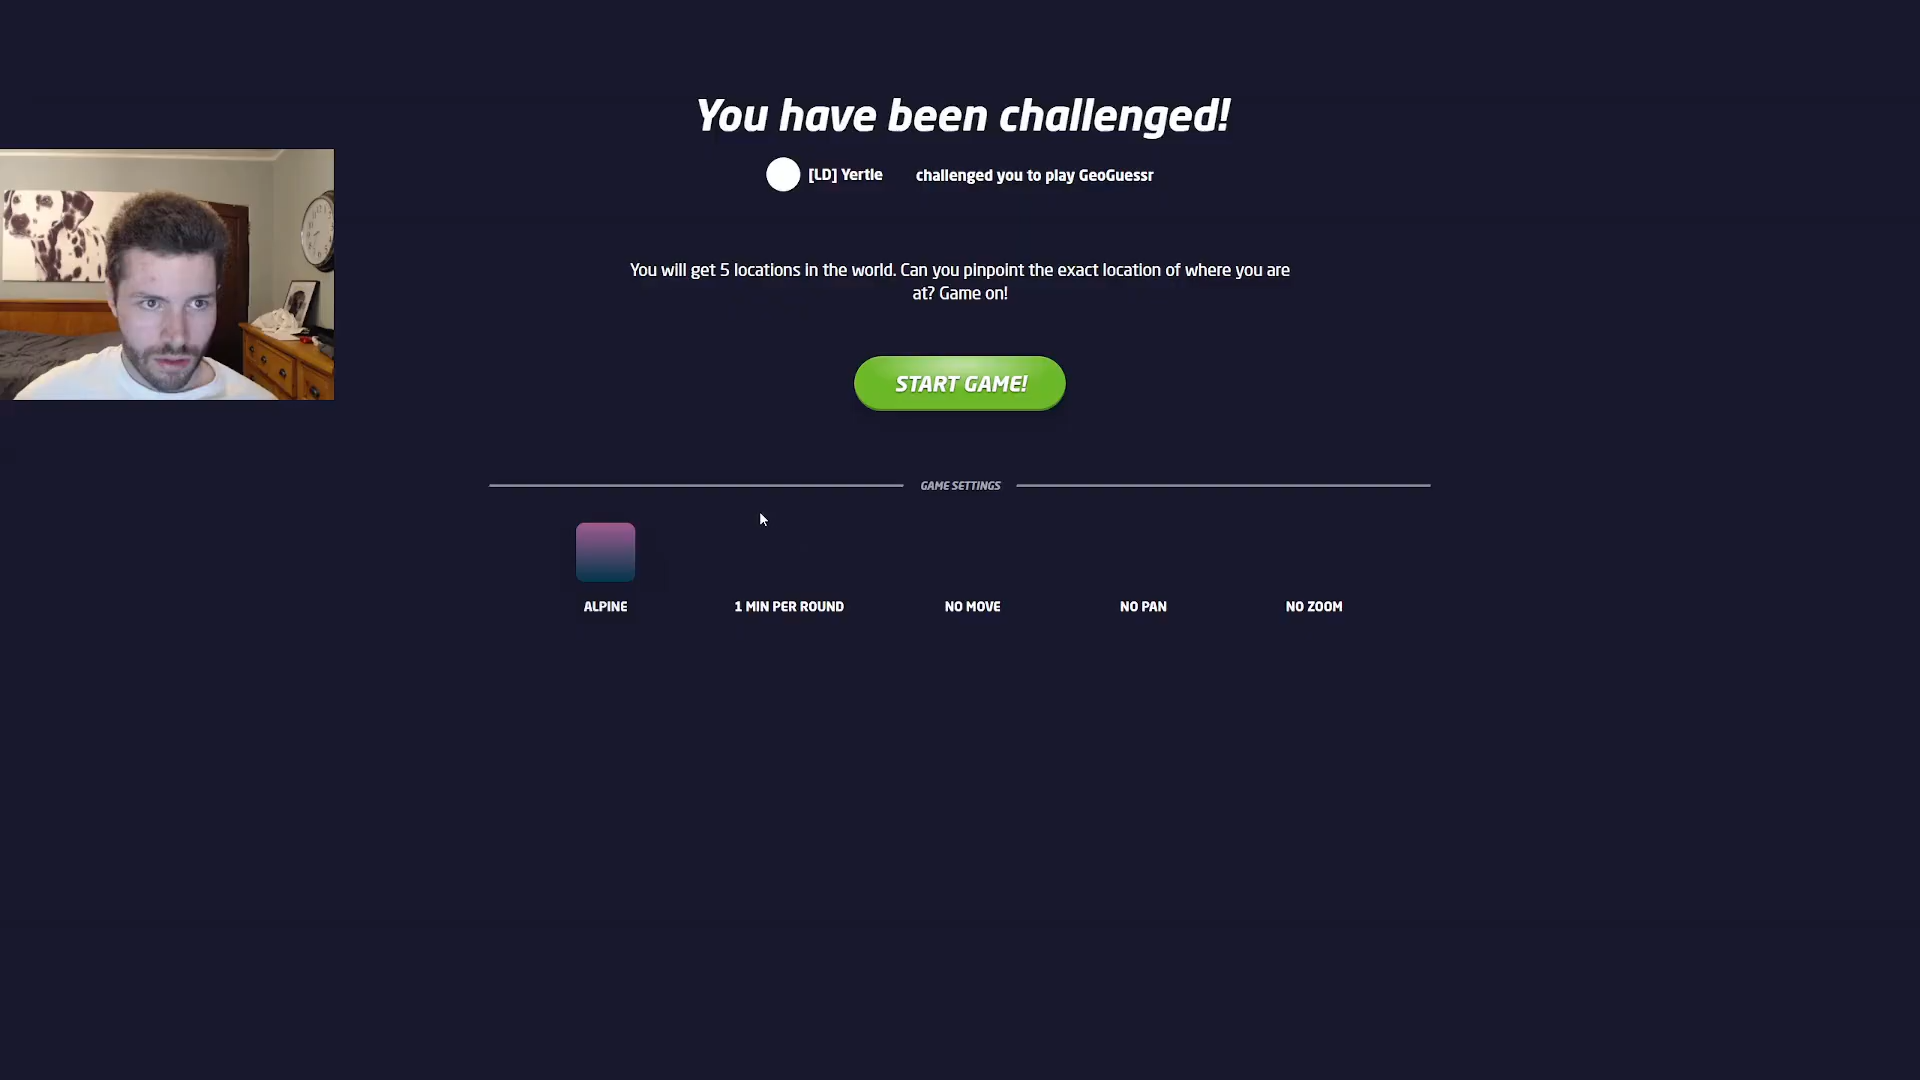 You have been challenged!
[LD] Yertle challenged you to play GeoGuessr
You will get 5 locations in the world. Can you pinpoint the exact location of where you are
at? Game on!
START GAME!
GAME SETTINGS
ALPINE
1 MIN PER ROUND
NO MOVE
NO PAN
NO ZOOM